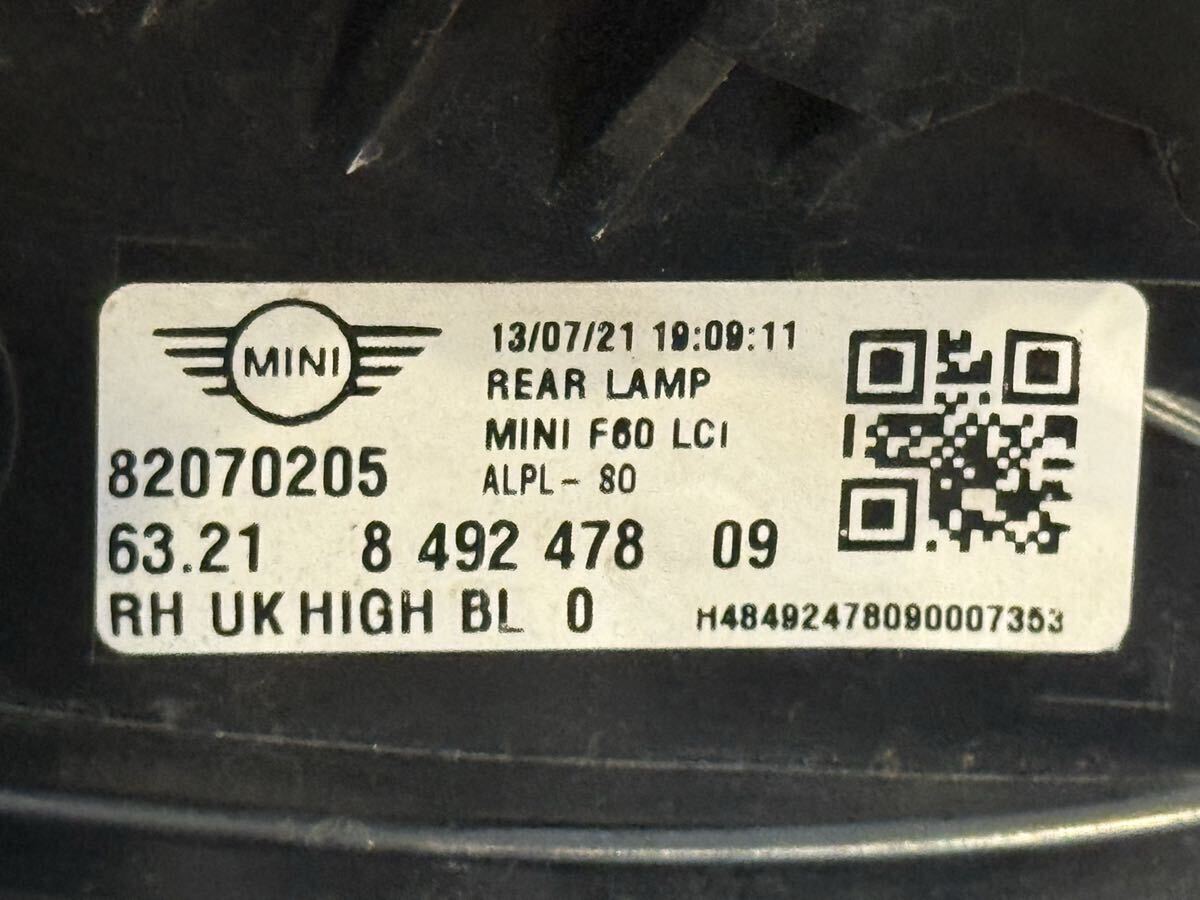 MINI
13/07/21 19:09:11
REAR LAMP
MINI F60 LCI
ALPL- 80
82070205
63.21 8 492 478 09
RH UK HIGH BL 0
H48492478090007353